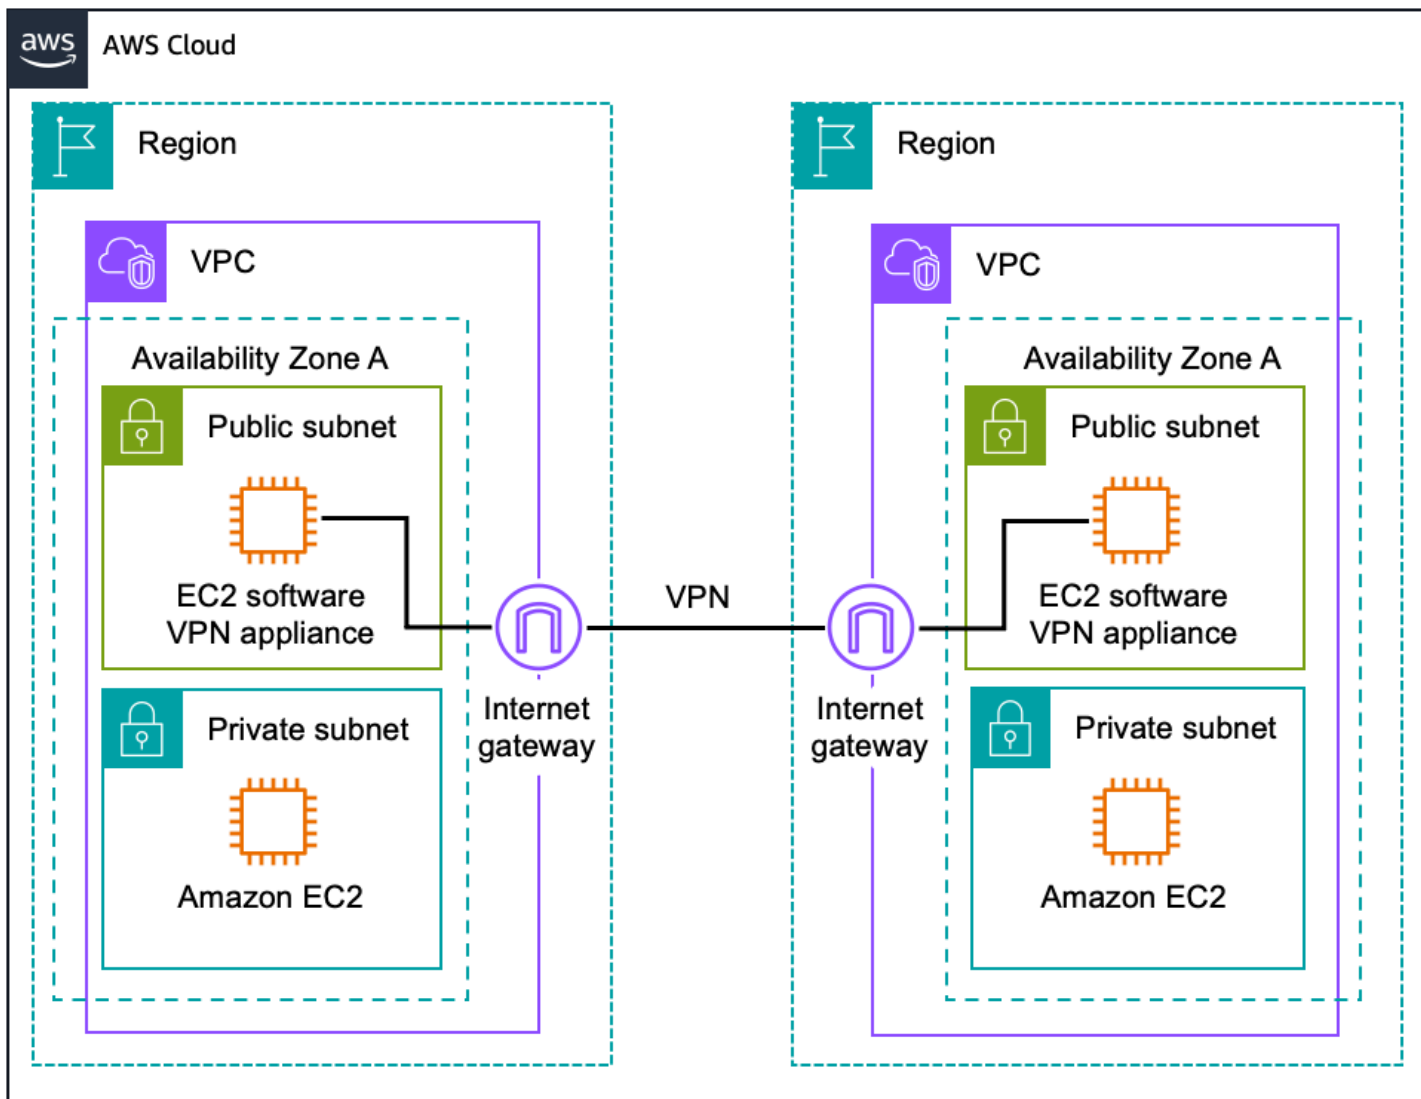 aws
AWS Cloud
Region
VPC
Availability Zone A
Public subnet
EC2 software
VPN appliance
Private subnet
Amazon EC2
Internet
gateway
VPN
Region
VPC
Availability Zone A
Public subnet
EC2 software
VPN appliance
Private subnet
Amazon EC2
Internet
gateway